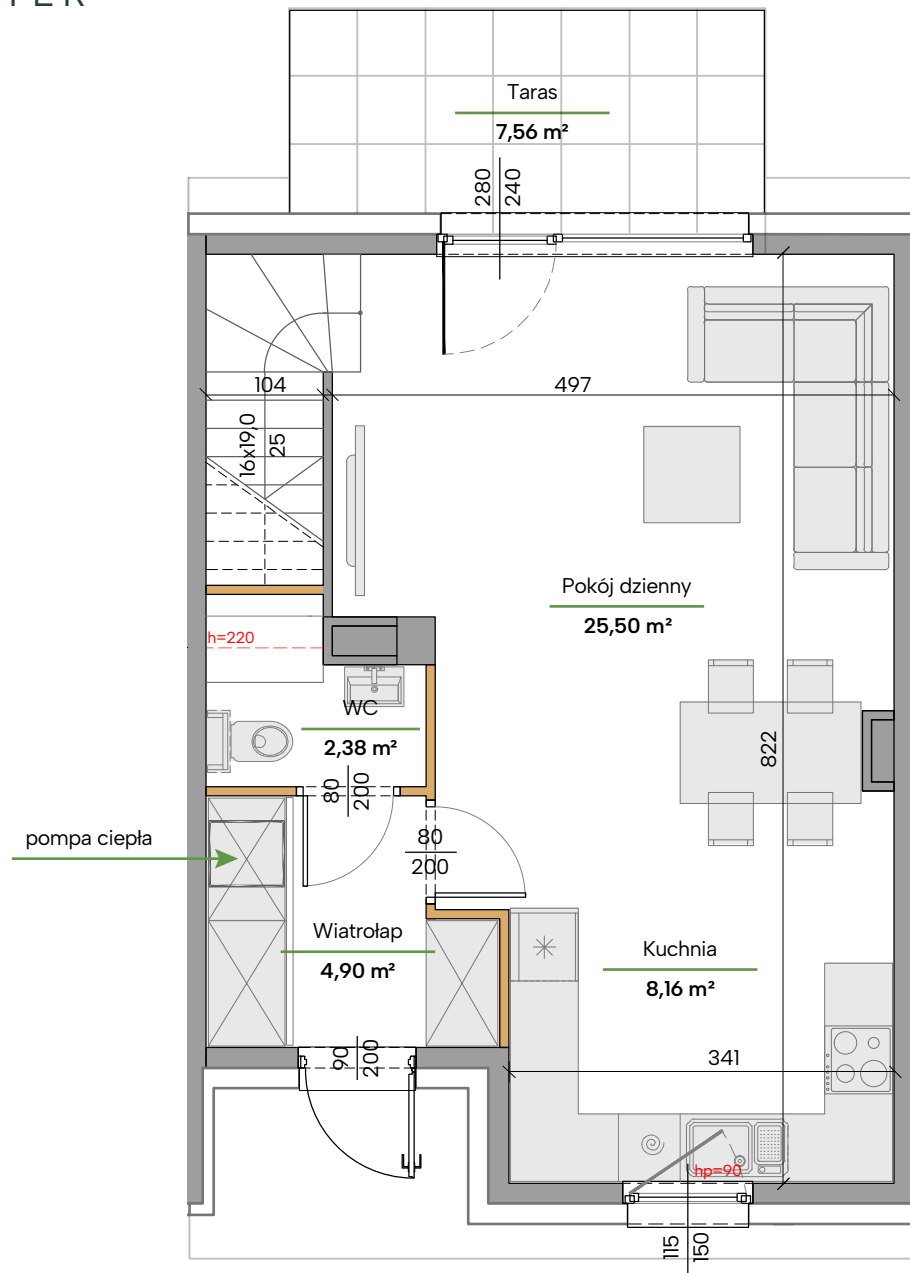 Taras
7,56 m²
280
240
104
497
16x19,0
25
Pokój dzienny
25,50 m²
h=220
WC
2,38 m²
822
80
200
80
200
pompa ciepła
Wiatrołap
4,90 m²
Kuchnia
8,16 m²
90
200
341
hp=90
115
150